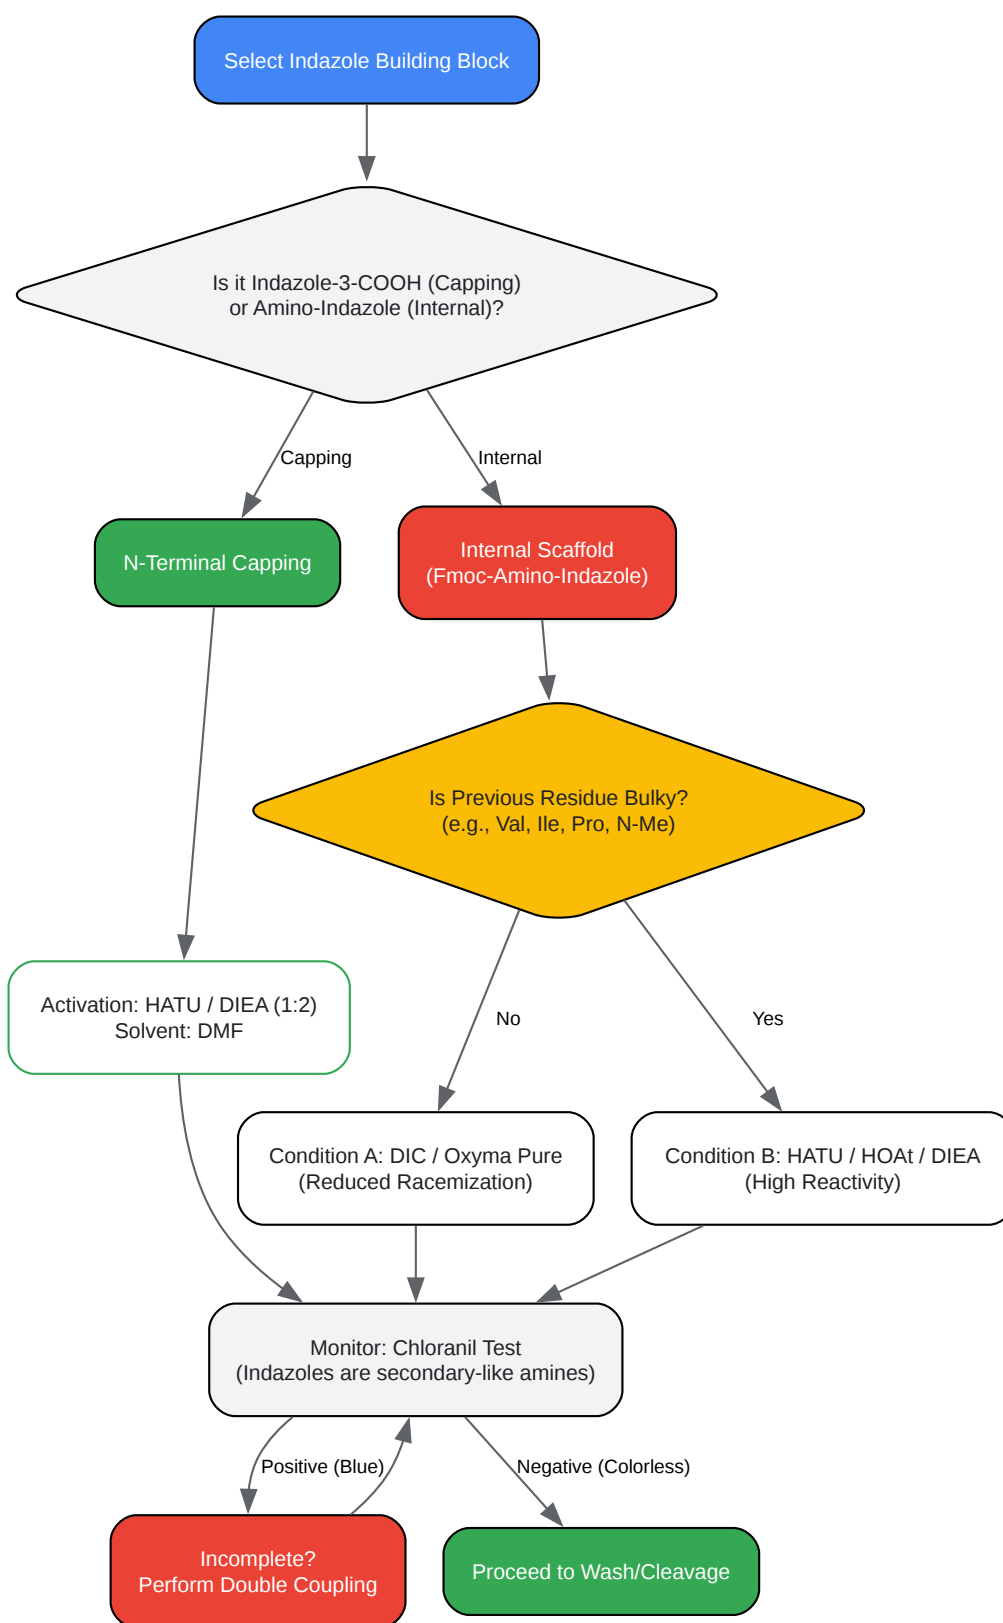 Select Indazole Building Block
Is it Indazole-3-COOH (Capping)
or Amino-Indazole (Internal)?
Capping
Internal
N-Terminal Capping
Internal Scaffold
(Fmoc-Amino-Indazole)
Is Previous Residue Bulky?
(e.g., Val, Ile, Pro, N-Me)
Activation: HATU / DIEA (1:2)
Solvent: DMF
No
Yes
Condition A: DIC / Oxyma Pure
(Reduced Racemization)
Condition B: HATU / HOAt / DIEA
(High Reactivity)
Monitor: Chloranil Test
(Indazoles are secondary-like amines)
Positive (Blue)
Negative (Colorless)
Incomplete?
Perform Double Coupling
Proceed to Wash/Cleavage